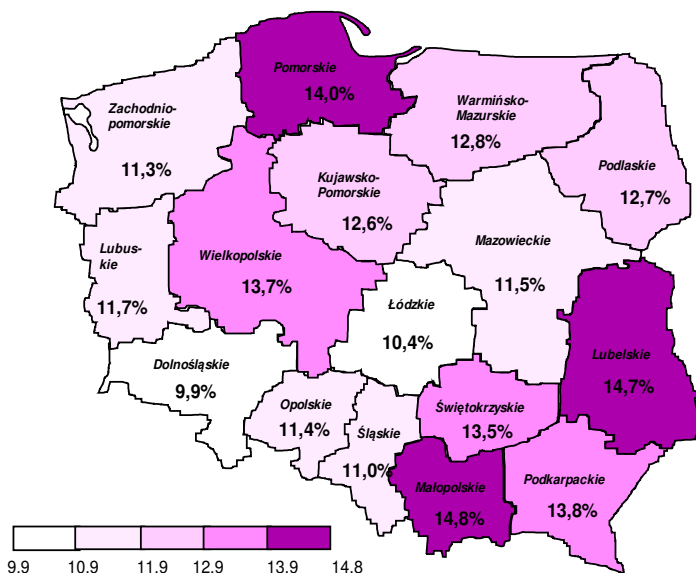 Pomorskie
14,0%
Zachodnio-
pomorskie
11,3%
Warmińsko-
Mazurskie
12,8%
Podlaskie
12,7%
Kujawsko-
Pomorskie
12,6%
Lubus-
kie
11,7%
Wielkopolskie
13,7%
Mazowieckie
11,5%
Łódzkie
10,4%
Lubelskie
14,7%
Dolnośląskie
9,9%
Opolskie
11,4%
Śląskie
11,0%
Świętokrzyskie
13,5%
Małopolskie
14,8%
Podkarpackie
13,8%
9.9 10.9 11.9 12.9 13.9 14.8